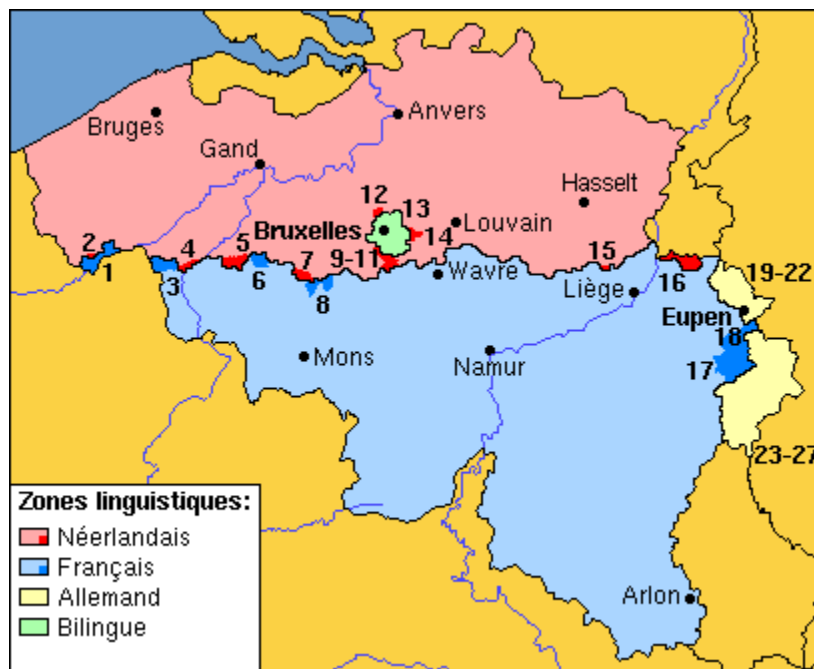 Bruges
Anvers
Gand
Hasselt
12
13
Bruxelles
Louvain
14
2
1
4
5
3
6
7
9-
11
8
Wavre
15
16
Liège
19-22
Eupen
18
17
Mons
Namur
23-27
Arlon
Zones linguistiques:
Néerlandais
Français
Allemand
Bilingue